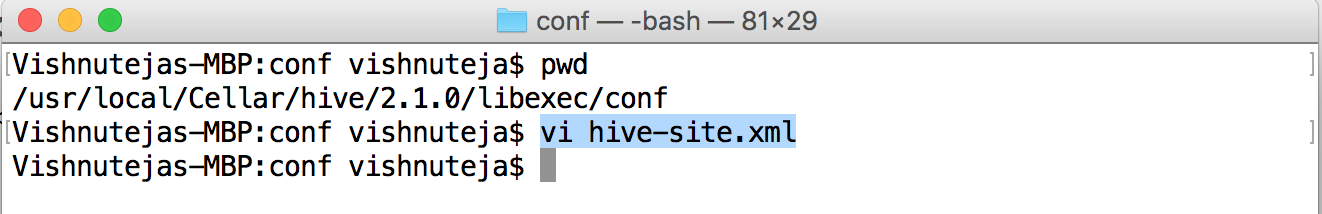 conf — -bash — 81×29
[Vishnutejas-MBP:conf vishnuteja$ pwd ]
/usr/local/Cellar/hive/2.1.0/libexec/conf
[Vishnutejas-MBP:conf vishnuteja$ vi hive-site.xml ]
Vishnutejas-MBP:conf vishnuteja$